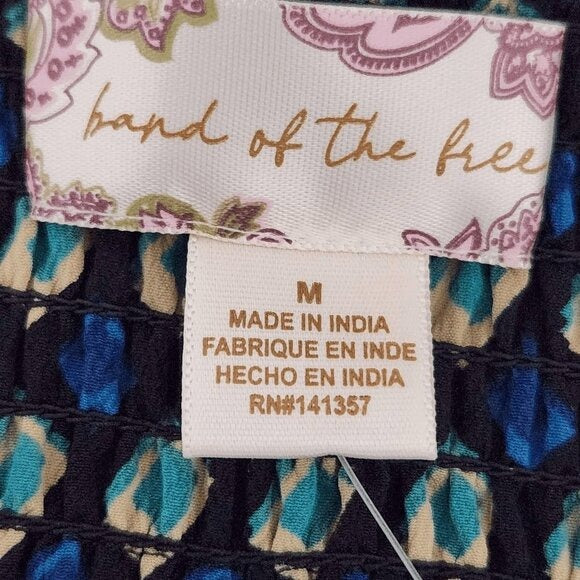 band of the free
M
MADE IN INDIA
FABRIQUE EN INDE
HECHO EN INDIA
RN#141357